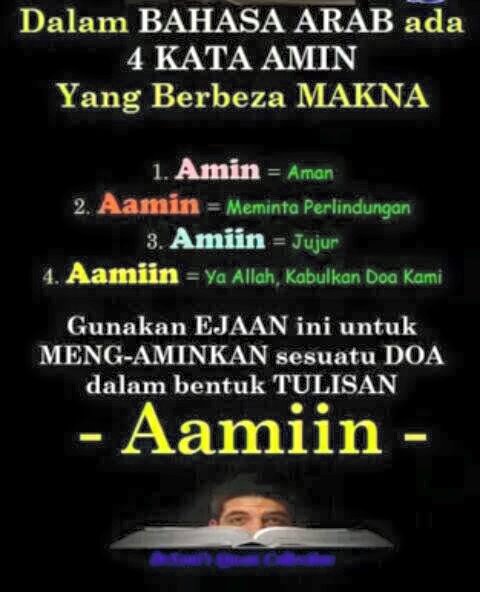 Dalam BAHASA ARAB ada
4 KATA AMIN
Yang Berbeza MAKNA
1. Amin = Aman
2. Aamin = Meminta Perlindungan
3. Amiin = Jujur
4. Aamiin = Ya Allah, Kabulkan Doa Kami
Gunakan EJAAN ini untuk
MENG-AMINKAN sesuatu DOA
dalam bentuk TULISAN
- Aamiin -
Collection